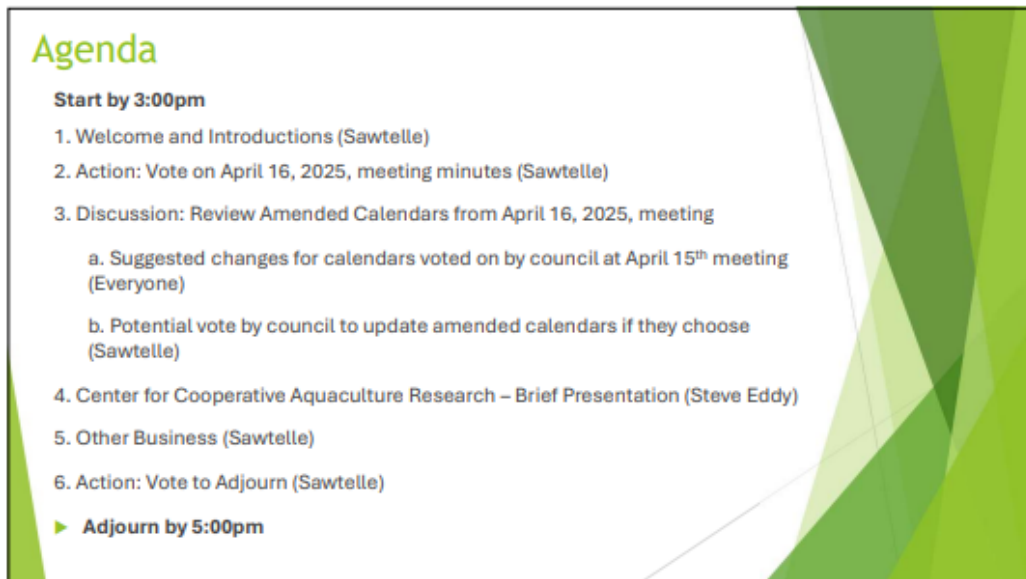 Agenda
Start by 3:00pm
1. Welcome and Introductions (Sawtelle)
2. Action: Vote on April 16, 2025, meeting minutes (Sawtelle)
3. Discussion: Review Amended Calendars from April 16, 2025, meeting
a. Suggested changes for calendars voted on by council at April 15th meeting
(Everyone)
b. Potential vote by council to update amended calendars if they choose
(Sawtelle)
4. Center for Cooperative Aquaculture Research – Brief Presentation (Steve Eddy)
5. Other Business (Sawtelle)
6. Action: Vote to Adjourn (Sawtelle)
Adjourn by 5:00pm